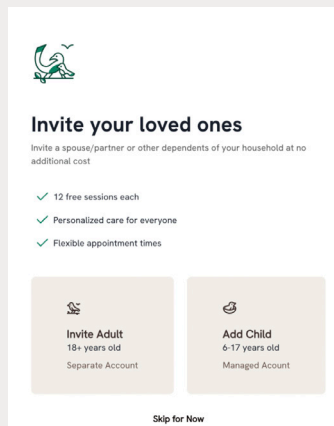 Invite your loved ones
Invite a spouse/partner or other dependents of your household at no
additional cost
12 free sessions each
Personalized care for everyone
Flexible appointment times
Invite Adult
18+ years old
Separate Account
Add Child
6-17 years old
Managed Acount
Skip for Now